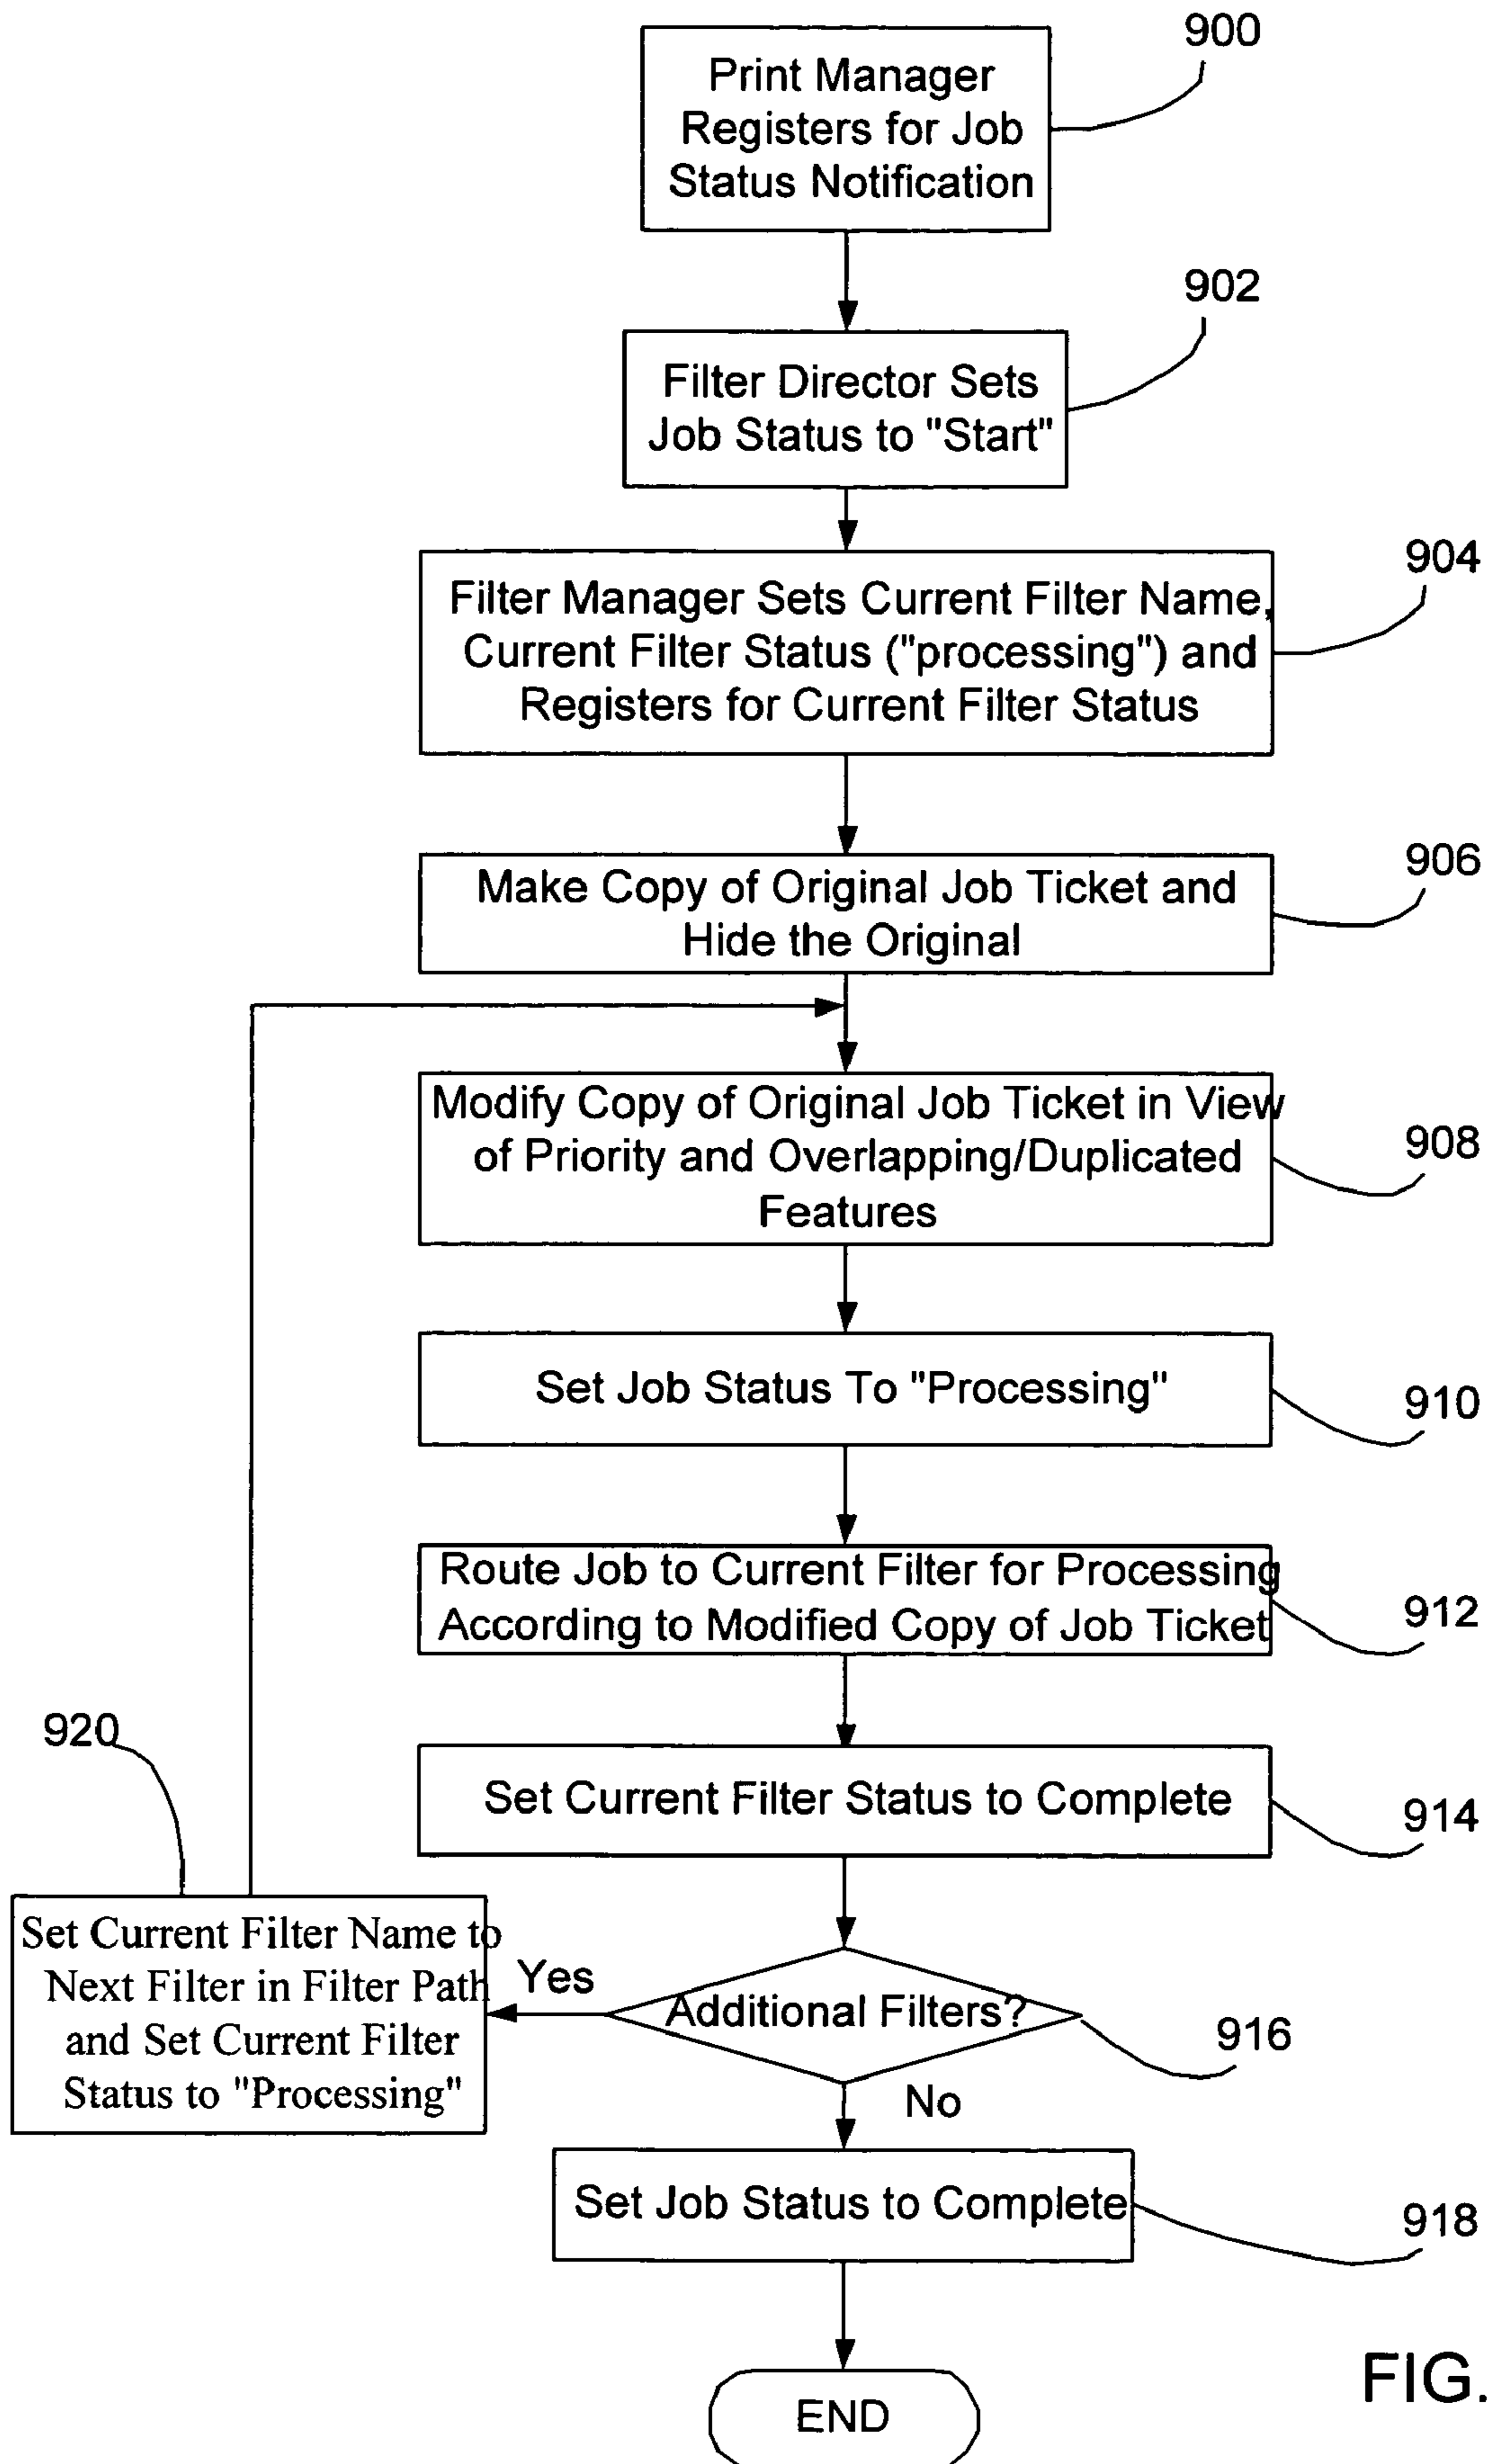 900
Print Manager
Registers for Job
Status Notification
902
Filter Director Sets
Job Status to "Start"
904
Filter Manager Sets Current Filter Name,
Current Filter Status ("processing") and
Registers for Current Filter Status
906
Make Copy of Original Job Ticket and
Hide the Original
908
Modify Copy of Original Job Ticket in View
of Priority and Overlapping/Duplicated
Features
910
Set Job Status To "Processing"
912
Route Job to Current Filter for Processing
According to Modified Copy of Job Ticket
914
Set Current Filter Status to Complete
920
Set Current Filter Name to
Next Filter in Filter Path
and Set Current Filter
Status to "Processing"
Yes
Additional Filters?
916
No
Set Job Status to Complete
918
END
FIG.